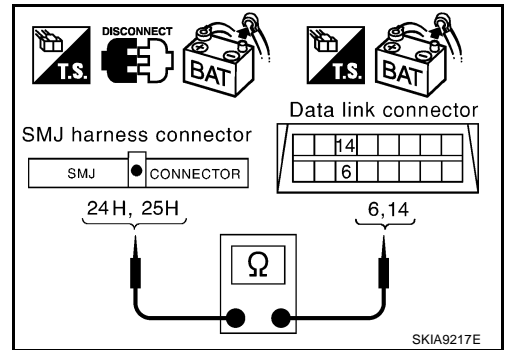 DISCONNECT
T.S.
BAT
T.S.
BAT
Data link connector
SMJ harness connector
14
6
SMJ CONNECTOR
24H, 25H
6,14
Ω
SKIA9217E